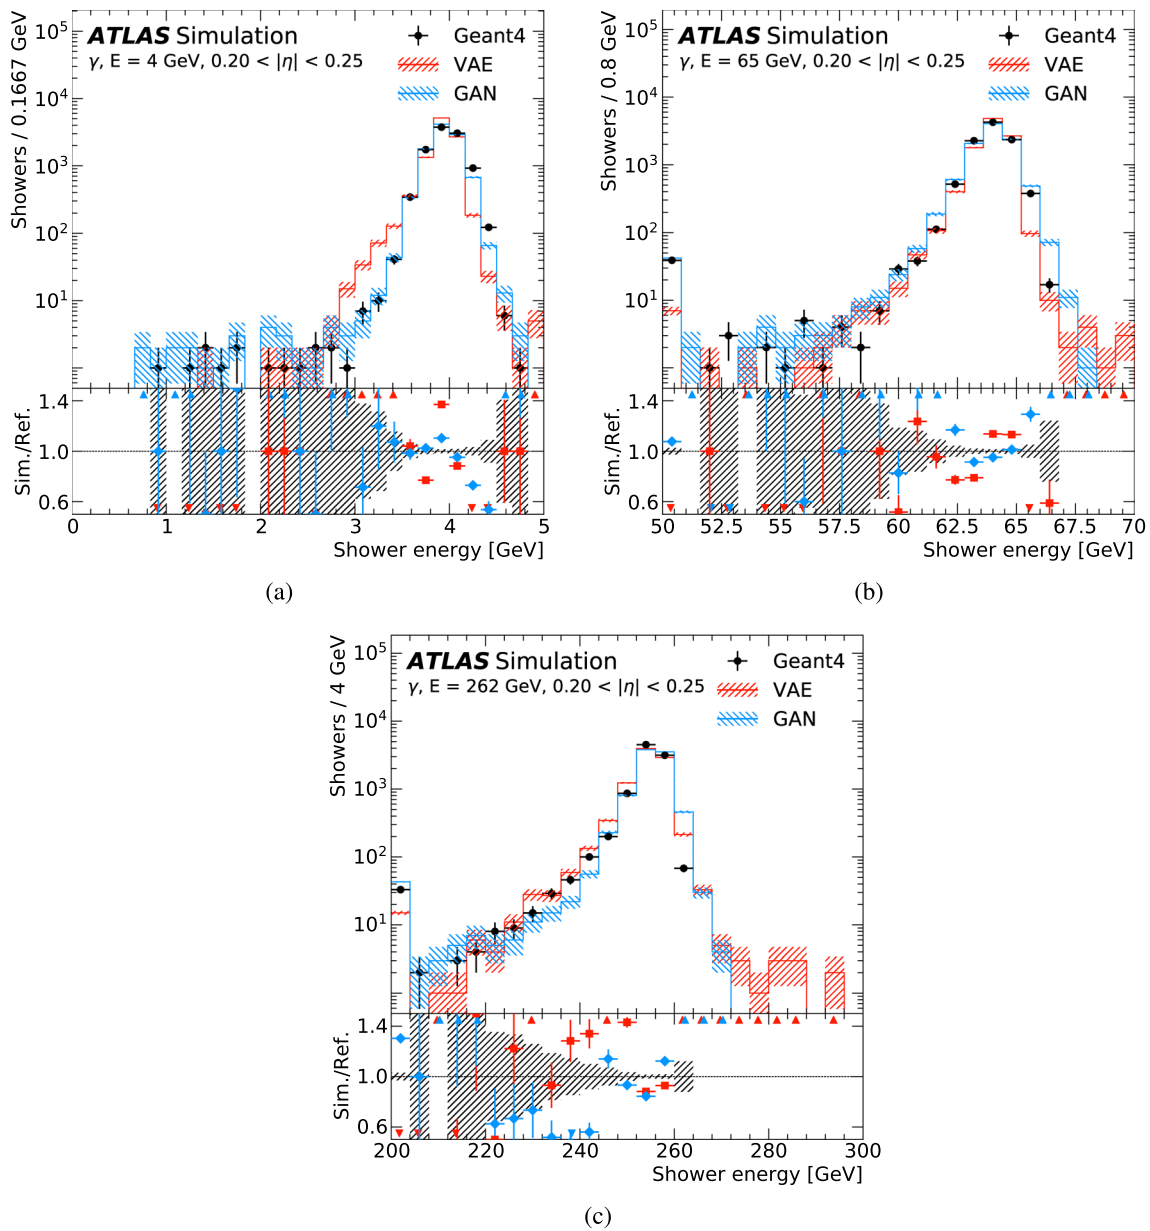 ATLAS Simulation
γ, E = 4 GeV, 0.20 < |η| < 0.25
Geant4
VAE
GAN
Showers / 0.1667 GeV
10⁵
10⁴
10³
10²
10¹
Sim./Ref.
1.4
1.0
0.6
0 1 2 3 4 5
Shower energy [GeV]
(a)
ATLAS Simulation
γ, E = 65 GeV, 0.20 < |η| < 0.25
Geant4
VAE
GAN
Showers / 0.8 GeV
10⁵
10⁴
10³
10²
10¹
Sim./Ref.
1.4
1.0
0.6
50 52.5 55 57.5 60 62.5 65 67.5 70
Shower energy [GeV]
(b)
ATLAS Simulation
γ, E = 262 GeV, 0.20 < |η| < 0.25
Geant4
VAE
GAN
Showers / 4 GeV
10⁵
10⁴
10³
10²
10¹
Sim./Ref.
1.4
1.0
0.6
200 220 240 260 280 300
Shower energy [GeV]
(c)